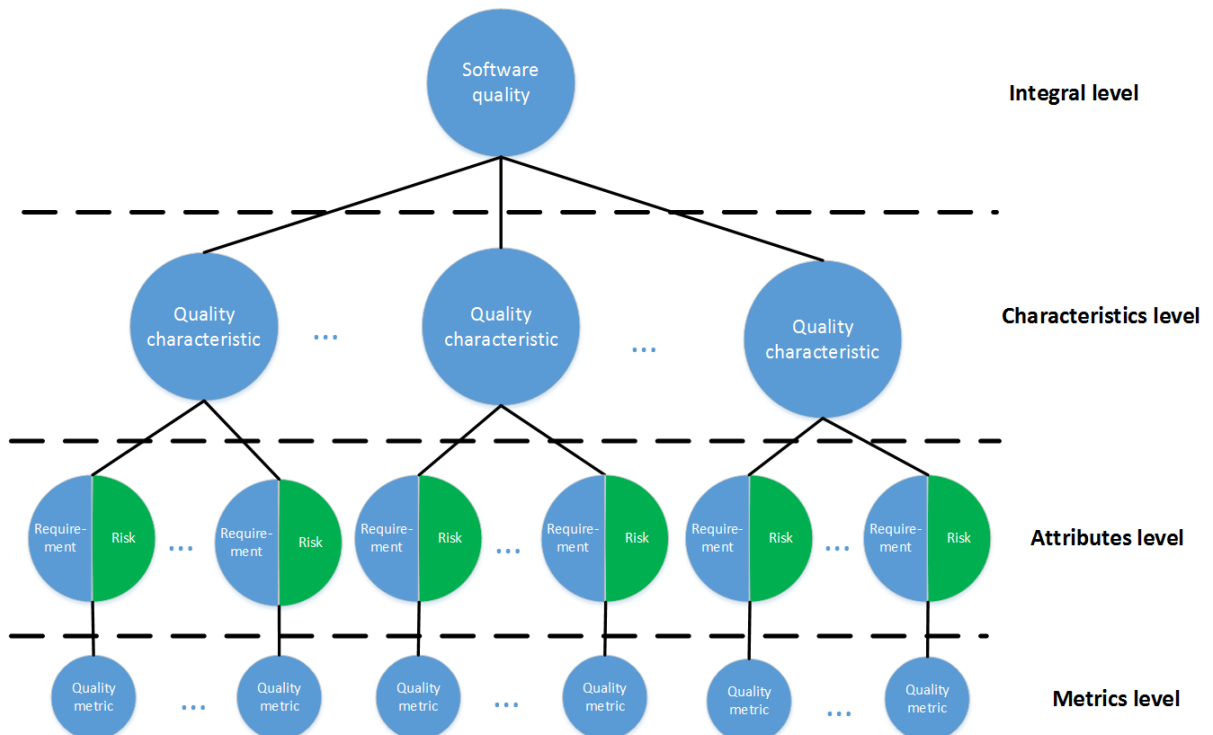 Software
quality
Integral level
Quality
characteristic
...
Quality
characteristic
...
Quality
characteristic
Characteristics level
Require-
ment
Risk
...
Require-
ment
Risk
Require-
ment
Risk
...
Require-
ment
Risk
Require-
ment
Risk
...
Require-
ment
Risk
Attributes level
Quality
metric
...
Quality
metric
Quality
metric
...
Quality
metric
Quality
metric
...
Quality
metric
Metrics level